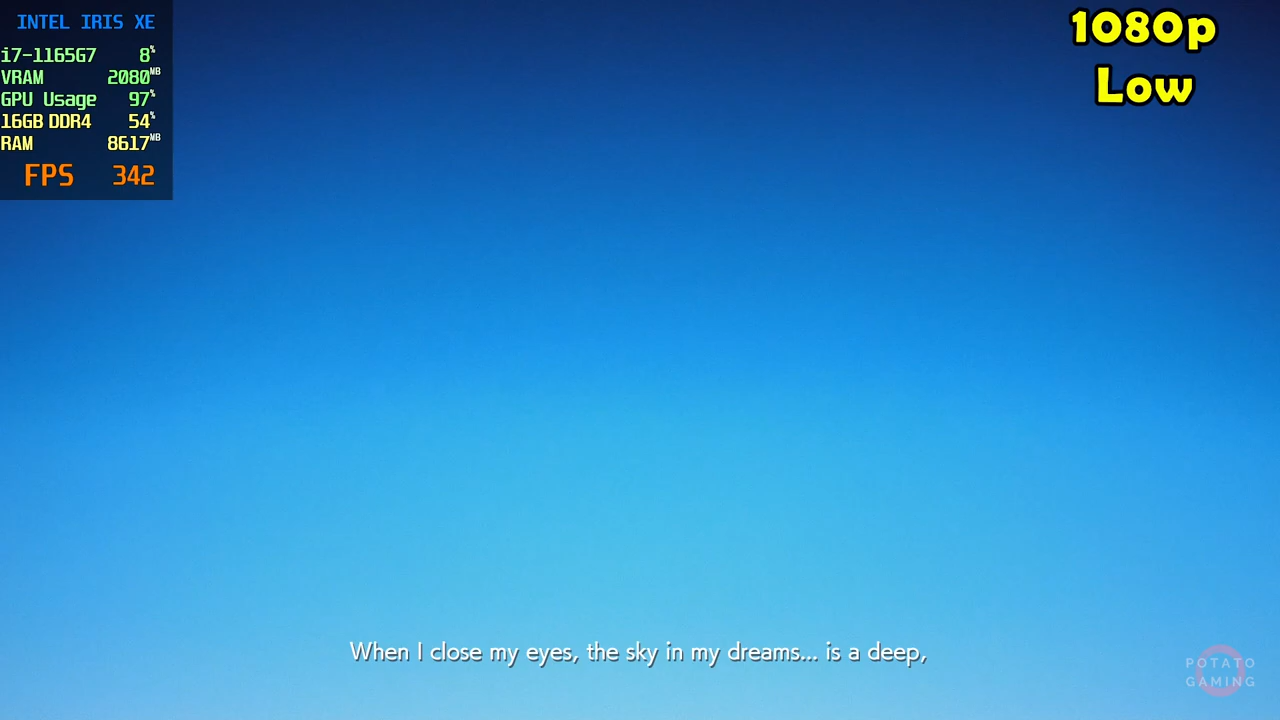 INTEL IRIS XE
i7-1165G7 8%
VRAM 2080MB
GPU Usage 97%
16GB DDR4 54%
RAM 8617MB
FPS 342
1080p
Low
When I close my eyes, the sky in my dreams... is a deep,
POTATO
GAMING